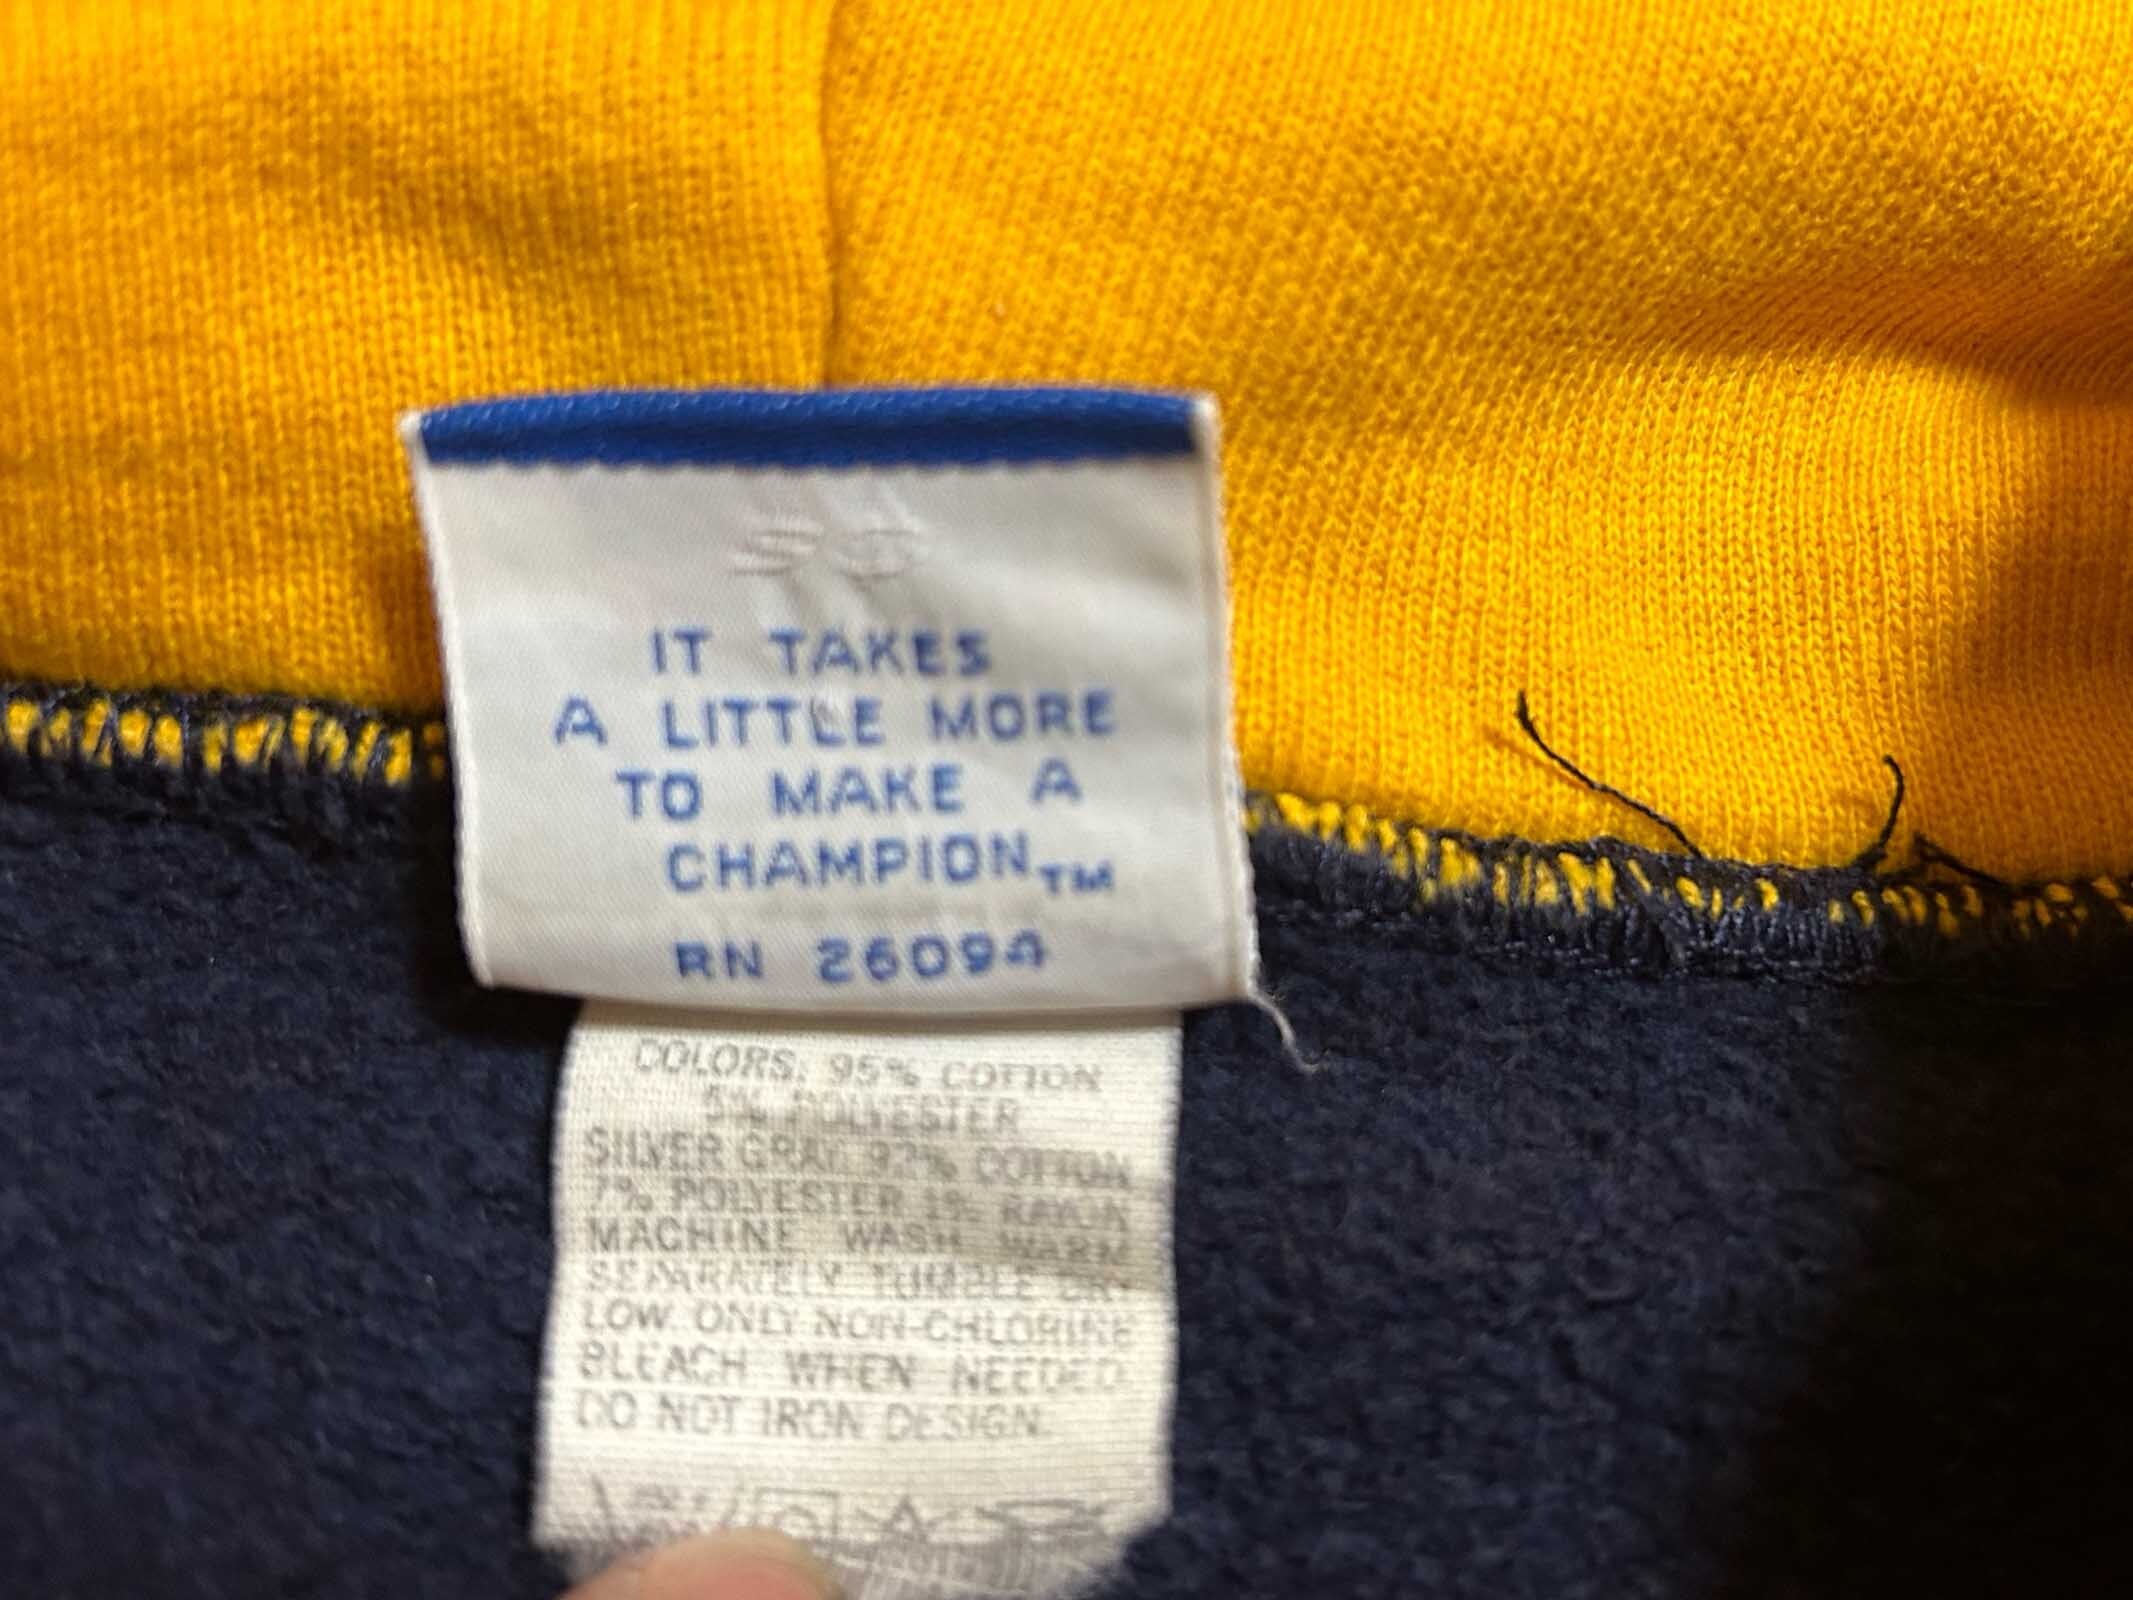 IT TAKES
A LITTLE MORE
TO MAKE A
CHAMPION™
RN 26094
COLORS. 95% COTTON
5% POLYESTER
SILVER GRAY 92% COTTON
7% POLYESTER 1% RAYON
MACHINE WASH WARM
SEPARATELY TUMBLE DRY
LOW. ONLY NON-CHLORINE
BLEACH WHEN NEEDED.
DO NOT IRON DESIGN.